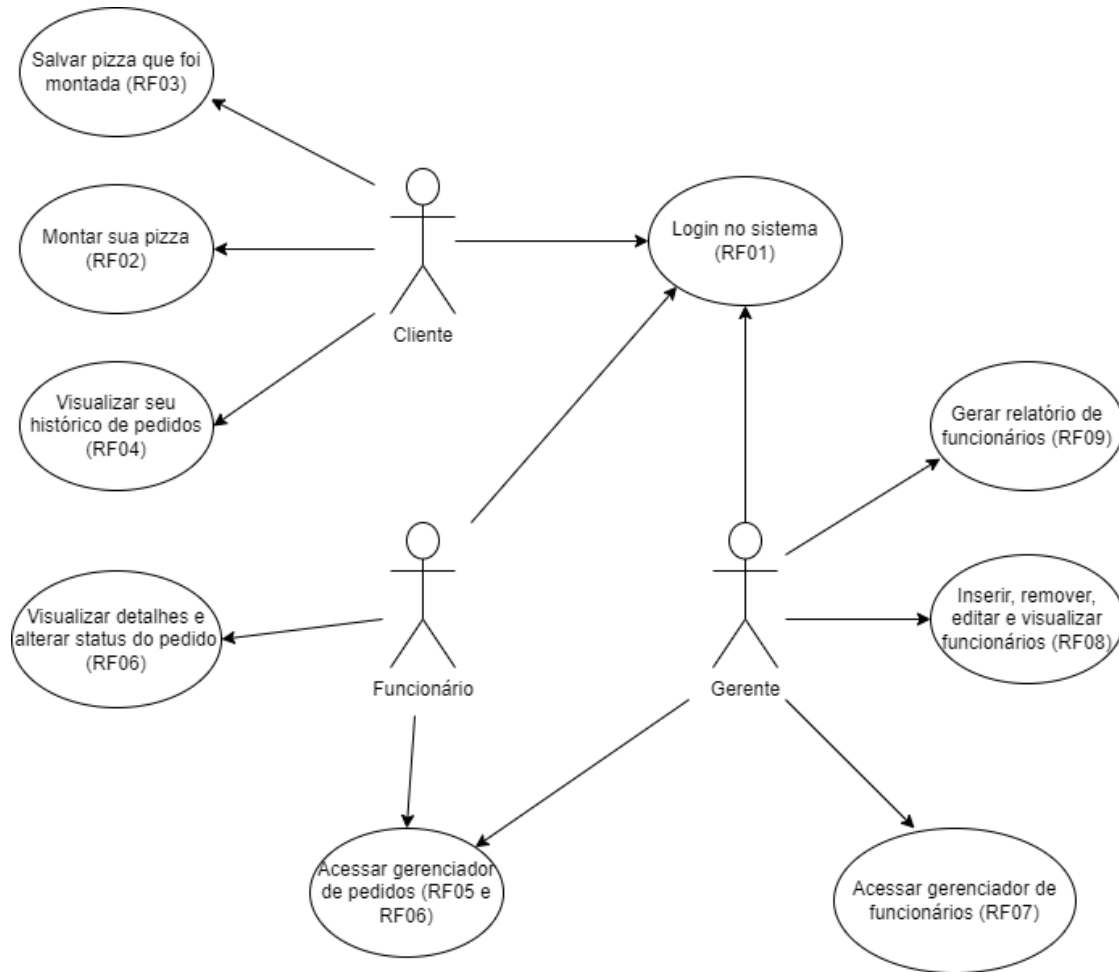 Salvar pizza que foi
montada (RF03)
Montar sua pizza
(RF02)
Login no sistema
(RF01)
Cliente
Visualizar seu
histórico de pedidos
(RF04)
Gerar relatório de
funcionários (RF09)
Visualizar detalhes e
alterar status do pedido
(RF06)
Inserir, remover,
editar e visualizar
funcionários (RF08)
Funcionário
Gerente
Acessar gerenciador
de pedidos (RF05 e
RF06)
Acessar gerenciador de
funcionários (RF07)